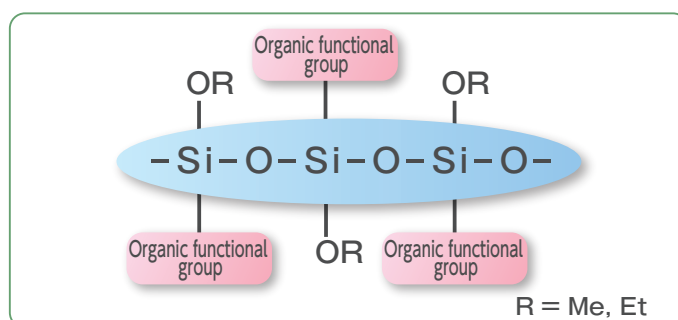 Organic functional
group
OR
OR
–Si–O–Si–O–Si–O–
Organic functional
group
OR
Organic functional
group
R = Me, Et